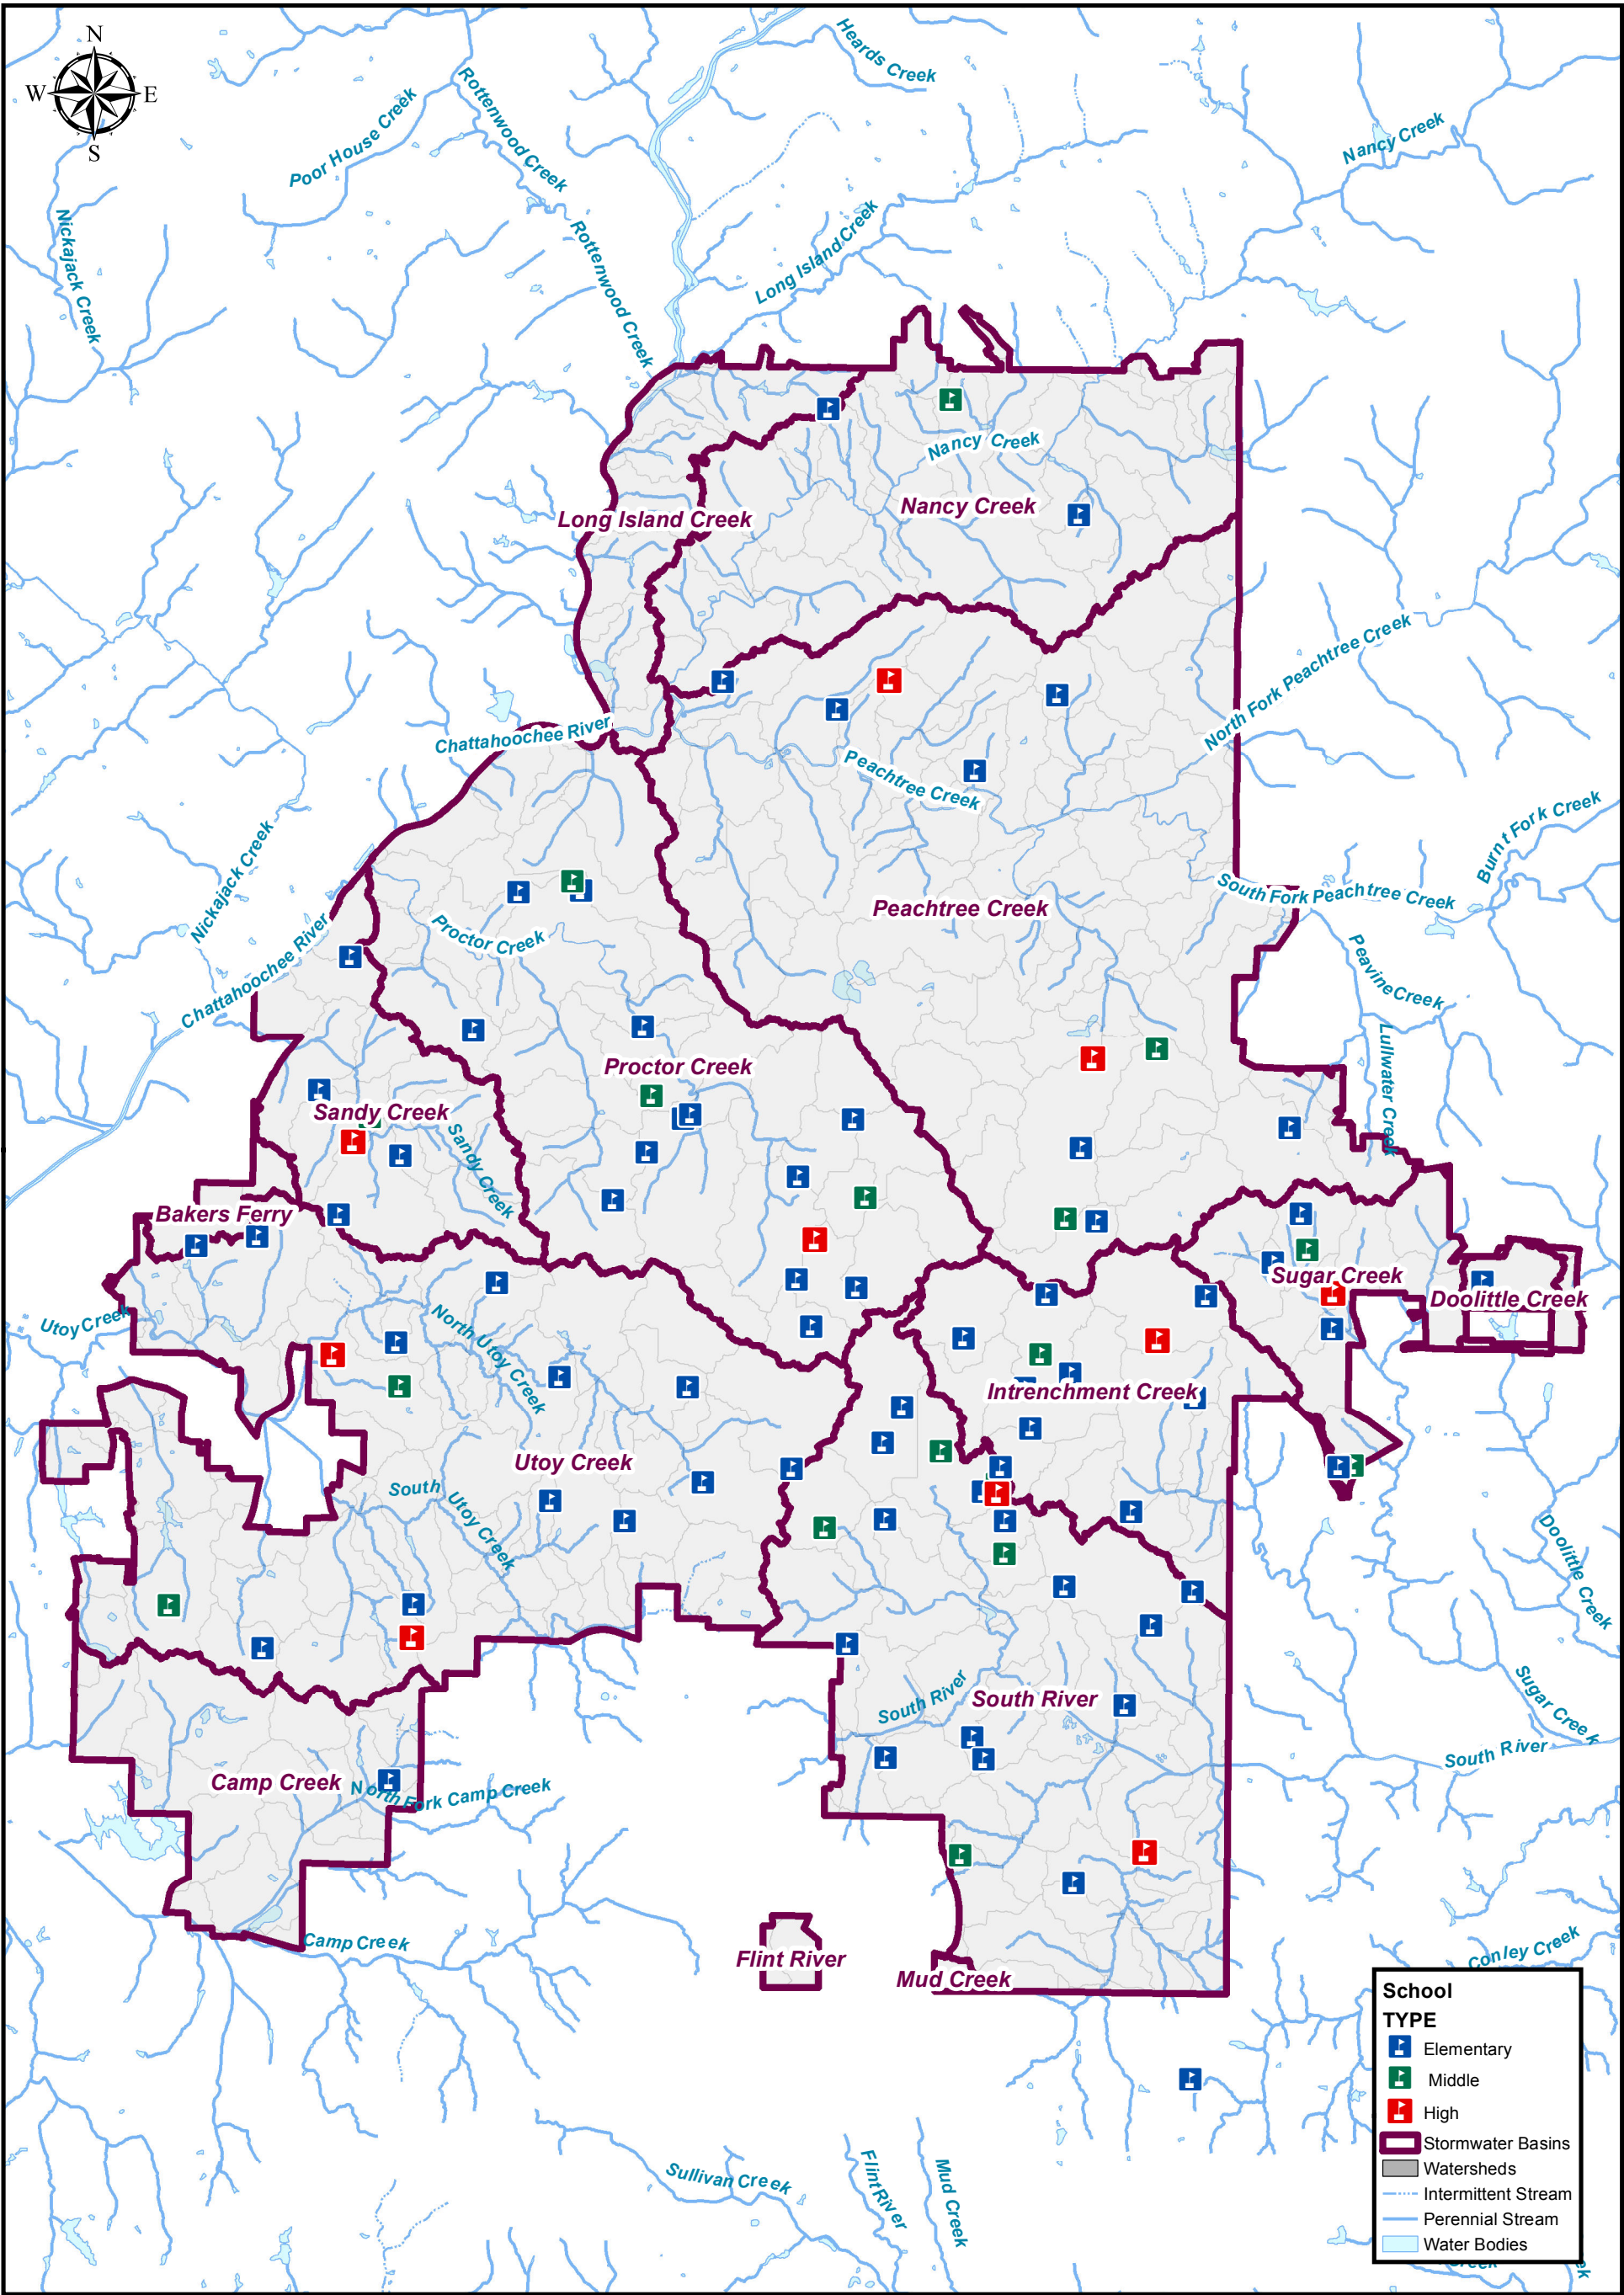 N
W E
S
Heards Creek
Rottenwood Creek
Poor House Creek
Nancy Creek
Nickajack Creek
Rottenwood Creek
Long Island Creek
Nancy Creek
Nancy Creek
Long Island Creek
North Fork Peachtree Creek
Chattahoochee River
Peachtree Creek
Burnt Fork Creek
Nickajack Creek
South Fork Peachtree Creek
Peachtree Creek
Proctor Creek
Chattahoochee River
Peavine Creek
Lullwater Creek
Proctor Creek
Sandy Creek
Sandy Creek
Bakers Ferry
Sugar Creek
Doolittle Creek
Utoy Creek
North Utoy Creek
Intrenchment Creek
Utoy Creek
South Utoy Creek
Doolittle Creek
South River
South River
Sugar Creek
South River
Camp Creek
North Fork Camp Creek
Camp Creek
Flint River
Mud Creek
Conley Creek
School
TYPE
Elementary
Middle
High
Stormwater Basins
Watersheds
Intermittent Stream
Perennial Stream
Water Bodies
Sullivan Creek
Flint River
Mud Creek